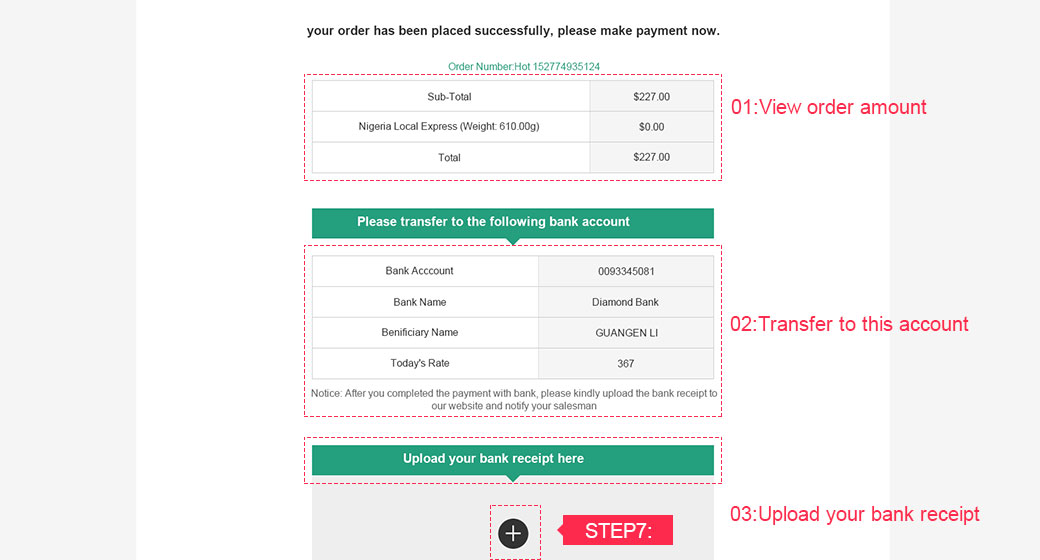 your order has been placed successfully, please make payment now.
Order Number:Hot 152774935124
Sub-Total $227.00
01:View order amount
Nigeria Local Express (Weight: 610.00g) $0.00
Total $227.00
Please transfer to the following bank account
Bank Acccount 0093345081
Bank Name Diamond Bank
02:Transfer to this account
Benificiary Name GUANGEN LI
Today's Rate 367
Notice: After you completed the payment with bank, please kindly upload the bank receipt to
our website and notify your salesman
Upload your bank receipt here
03:Upload your bank receipt
STEP7: